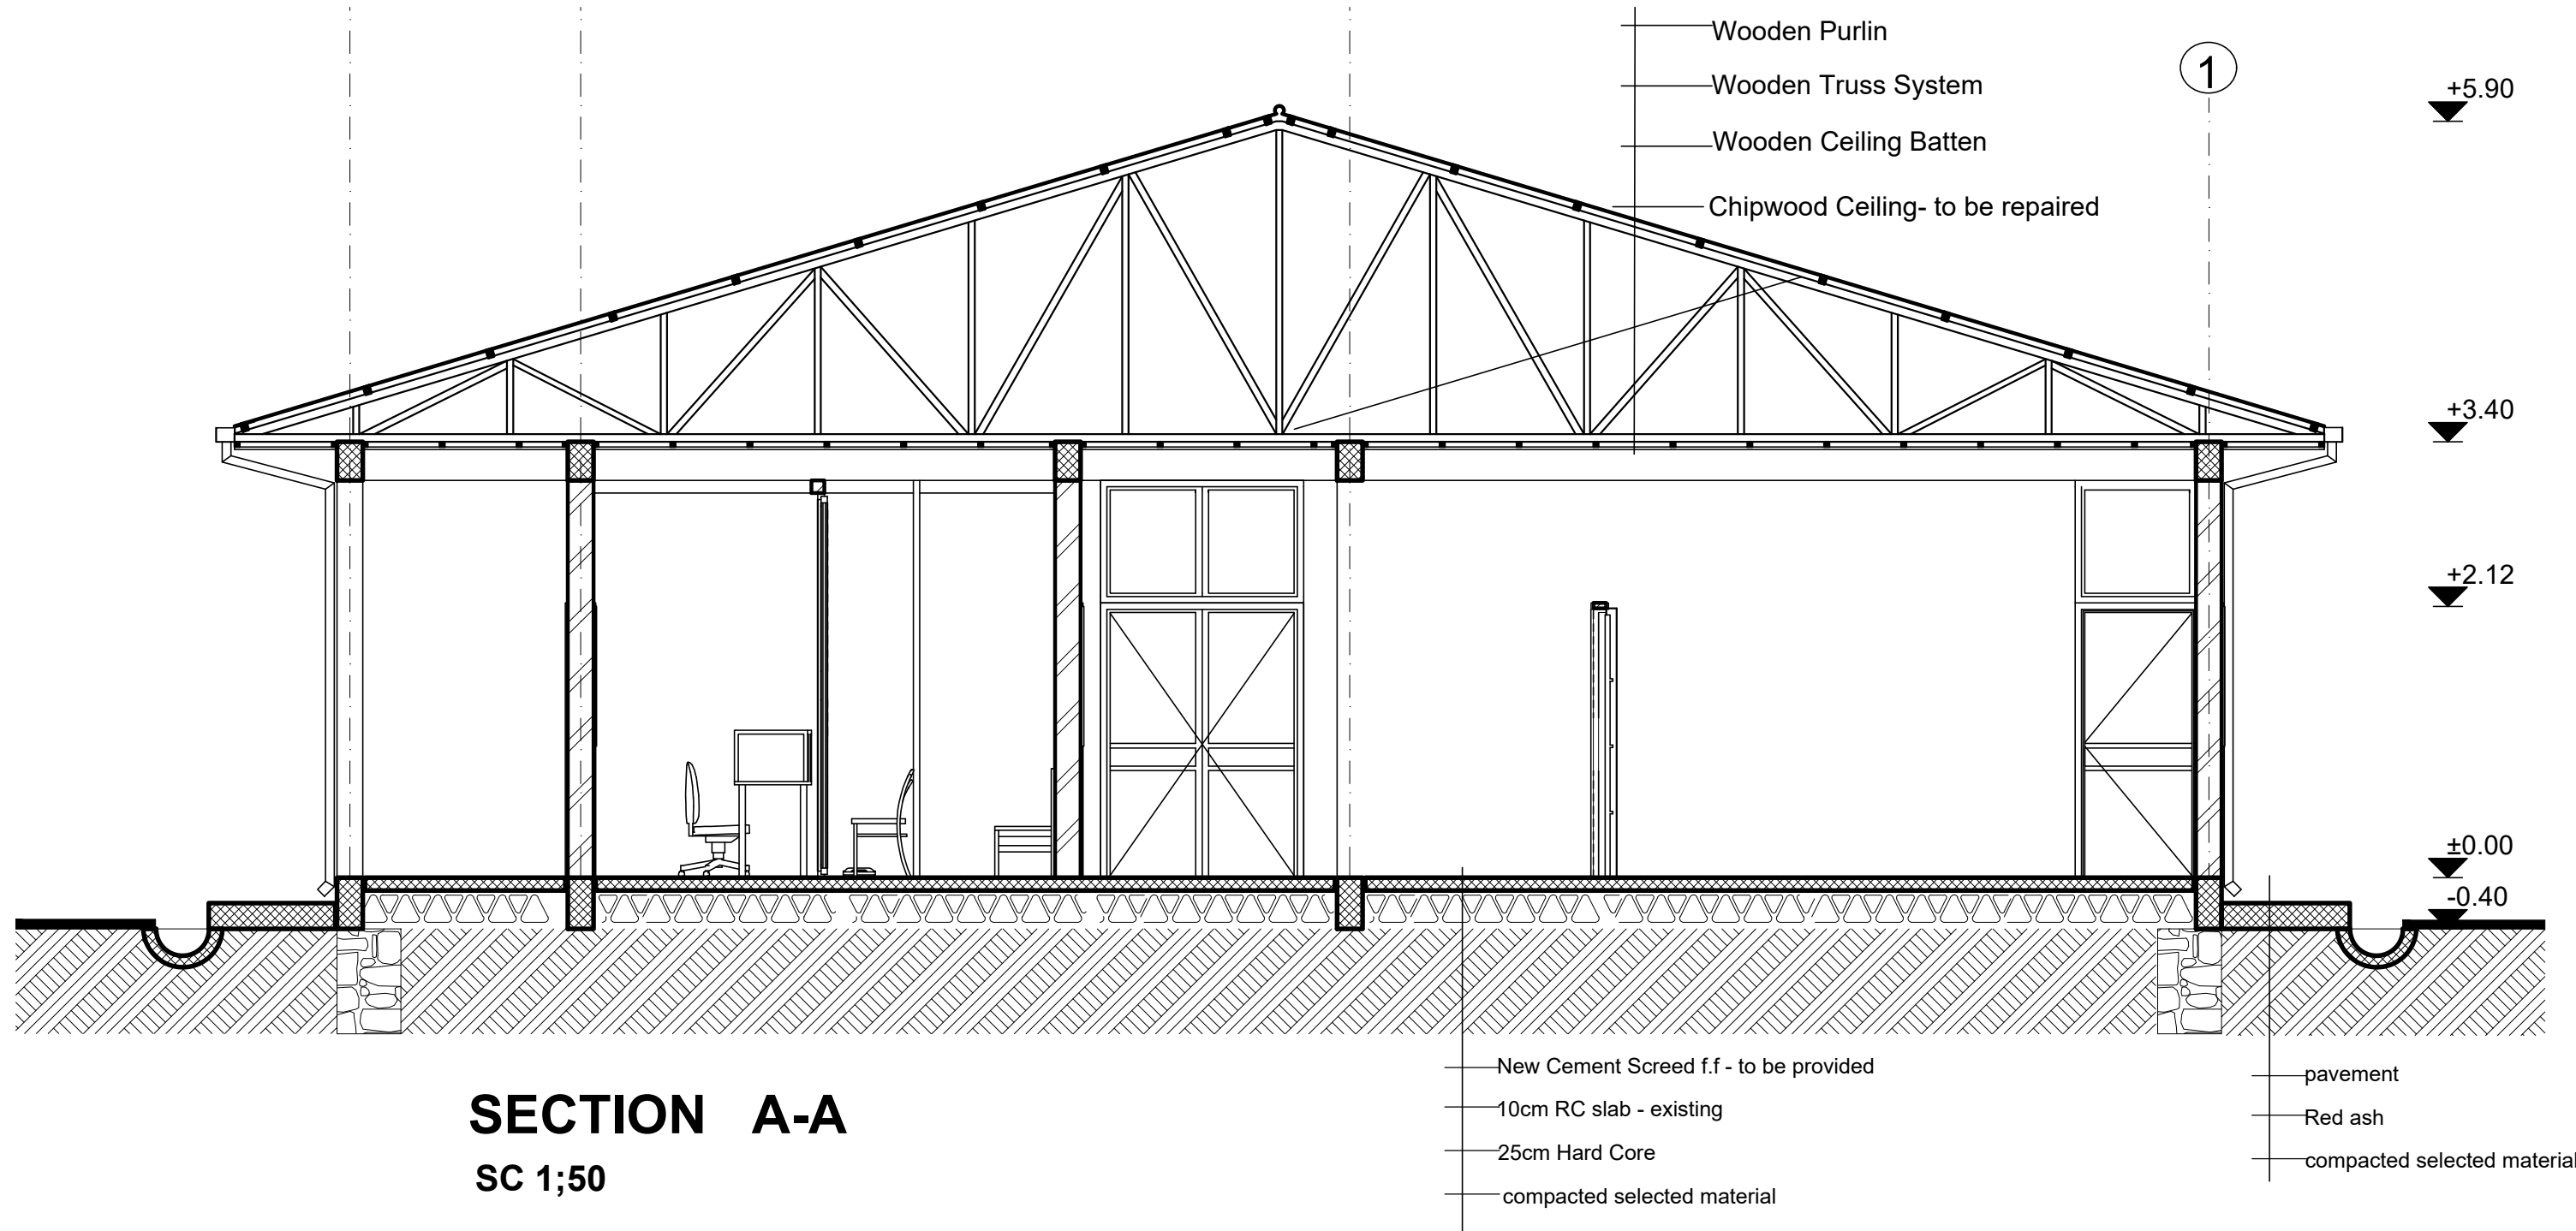 Wooden Purlin
Wooden Truss System
Wooden Ceiling Batten
Chipwood Ceiling- to be repaired
1
+5.90
+3.40
+2.12
±0.00
-0.40
New Cement Screed f.f - to be provided
10cm RC slab - existing
25cm Hard Core
compacted selected material
pavement
Red ash
compacted selected material
SECTION A-A
SC 1;50